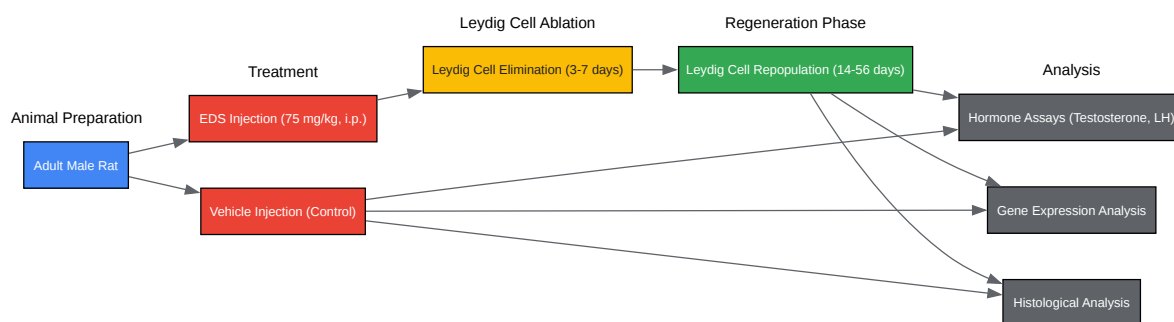 Animal Preparation
Adult Male Rat
Treatment
EDS Injection (75 mg/kg, i.p.)
Vehicle Injection (Control)
Leydig Cell Ablation
Leydig Cell Elimination (3-7 days)
Regeneration Phase
Leydig Cell Repopulation (14-56 days)
Analysis
Hormone Assays (Testosterone, LH)
Gene Expression Analysis
Histological Analysis